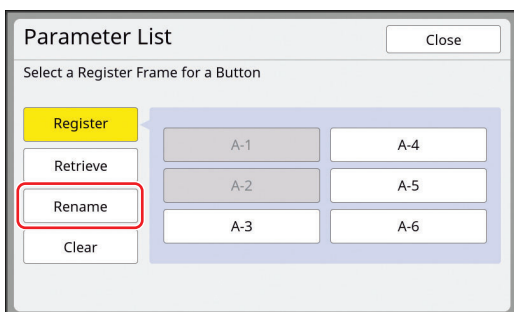 Parameter List
Close
Select a Register Frame for a Button
Register
A-1
A-4
Retrieve
A-2
A-5
Rename
A-3
A-6
Clear